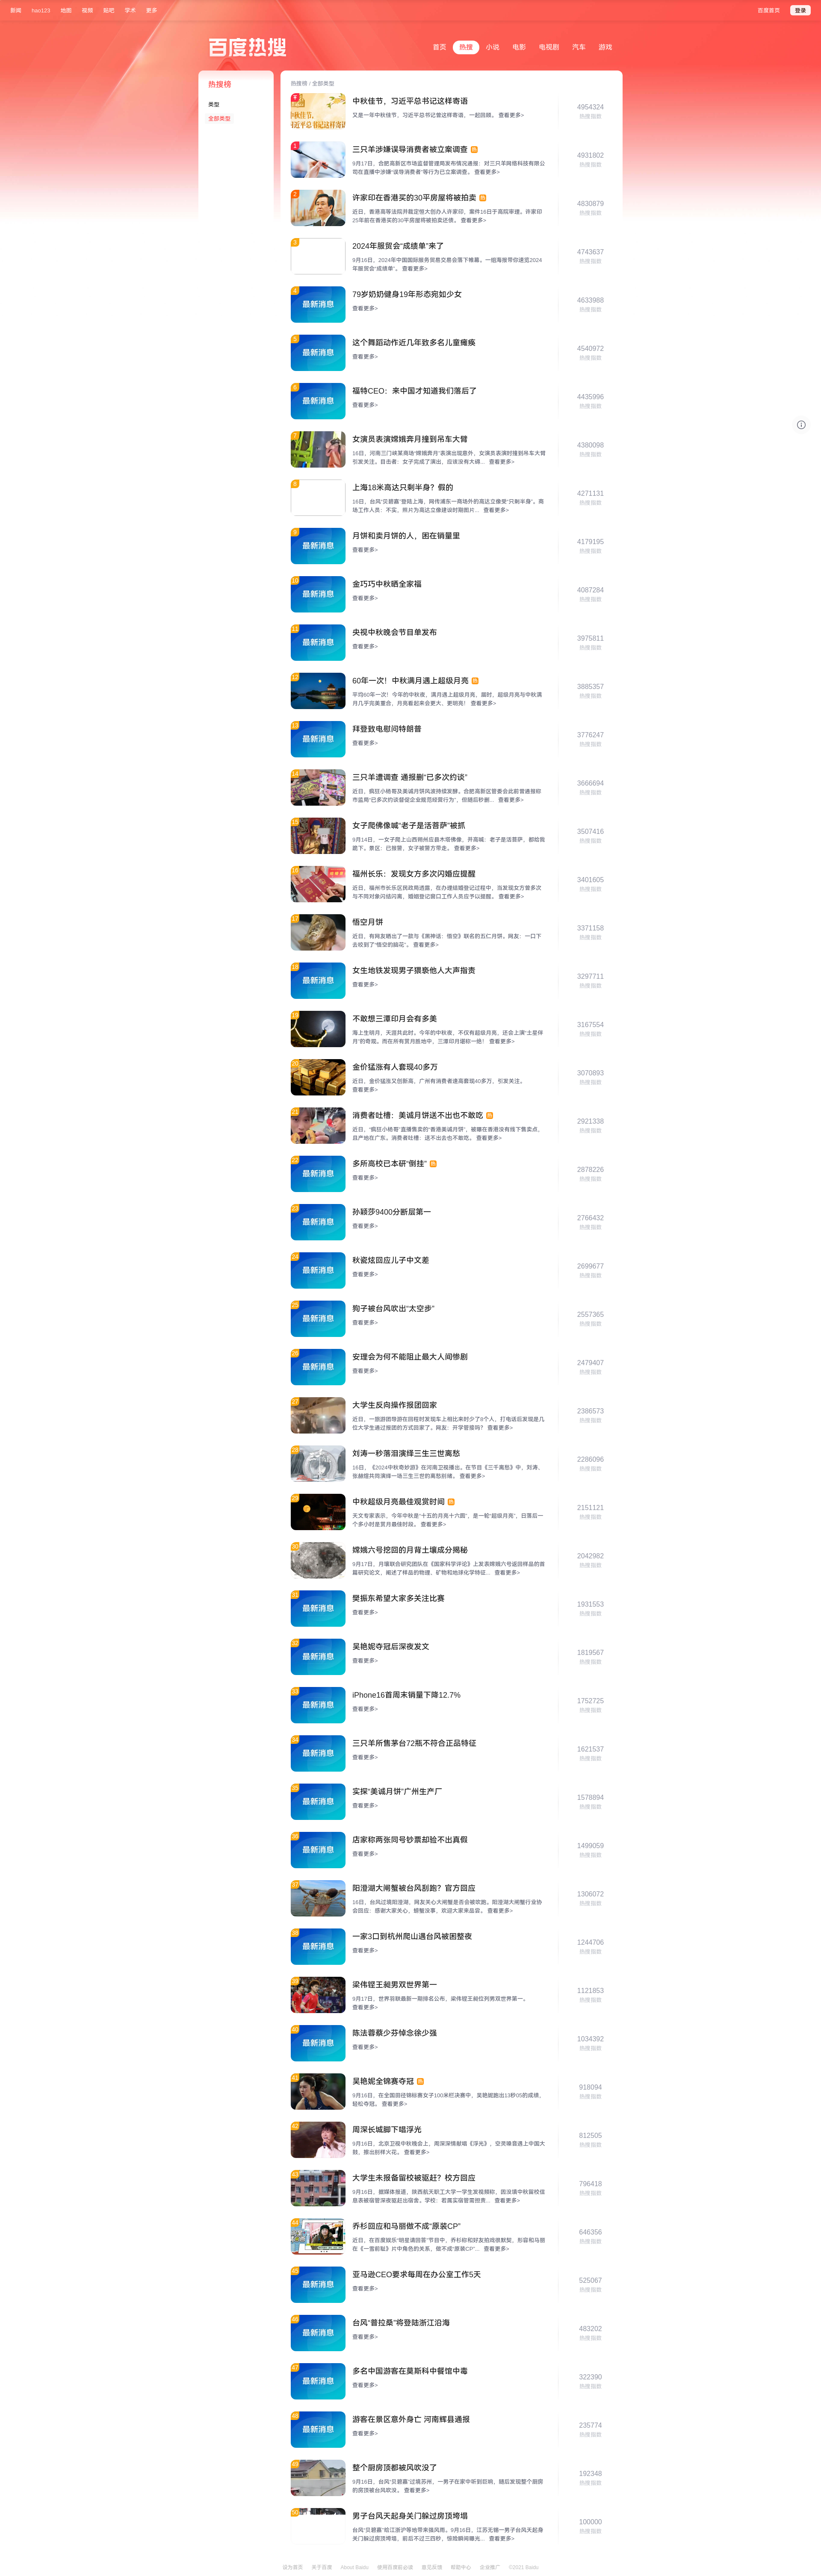 新闻 hao123 地图 视频 贴吧 学术 更多 百度首页 登录
百度热搜 首页 热搜 小说 电影 电视剧 汽车 游戏
热搜榜
类型
全部类型
热搜榜 / 全部类型
中秋佳节，习近平总书记这样寄语
又是一年中秋佳节，习近平总书记曾这样寄语，一起回顾。 查看更多>
4954324
热搜指数
三只羊涉嫌误导消费者被立案调查 热
9月17日，合肥高新区市场监督管理局发布情况通报：对三只羊网络科技有限公
司在直播中涉嫌“误导消费者”等行为已立案调查， 查看更多>
4931802
热搜指数
许家印在香港买的30平房屋将被拍卖 热
近日，香港高等法院并裁定恒大创办人许家印，案件16日于高院审理。许家印
25年前在香港买的30平房屋将被拍卖还债。 查看更多>
4830879
热搜指数
2024年服贸会“成绩单”来了
9月16日，2024年中国国际服务贸易交易会落下帷幕。一组海报带你速览2024
年服贸会“成绩单”。 查看更多>
4743637
热搜指数
最新消息
79岁奶奶健身19年形态宛如少女
查看更多>
4633988
热搜指数
最新消息
这个舞蹈动作近几年致多名儿童瘫痪
查看更多>
4540972
热搜指数
最新消息
福特CEO：来中国才知道我们落后了
查看更多>
4435996
热搜指数
女演员表演嫦娥奔月撞到吊车大臂
16日，河南三门峡某商场“嫦娥奔月”表演出现意外，女演员表演时撞到吊车大臂
引发关注。目击者：女子完成了演出，应该没有大碍... 查看更多>
4380098
热搜指数
上海18米高达只剩半身？假的
16日，台风“贝碧嘉”登陆上海，网传浦东一商场外的高达立像受“只剩半身”。商
场工作人员：不实，照片为高达立像建设时期图片... 查看更多>
4271131
热搜指数
最新消息
月饼和卖月饼的人，困在销量里
查看更多>
4179195
热搜指数
最新消息
金巧巧中秋晒全家福
查看更多>
4087284
热搜指数
最新消息
央视中秋晚会节目单发布
查看更多>
3975811
热搜指数
60年一次！中秋满月遇上超级月亮 热
平均60年一次！今年的中秋夜，满月遇上超级月亮，届时，超级月亮与中秋满
月几乎完美重合，月亮看起来会更大、更明亮！ 查看更多>
3885357
热搜指数
最新消息
拜登致电慰问特朗普
查看更多>
3776247
热搜指数
三只羊遭调查 通报删“已多次约谈”
近日，疯狂小杨哥及美诚月饼风波持续发酵。合肥高新区管委会此前曾通报称
市监局“已多次约谈督促企业规范经营行为”，但随后秒删... 查看更多>
3666694
热搜指数
女子爬佛像喊“老子是活菩萨”被抓
9月14日，一女子爬上山西朔州应县木塔佛像，并高喊：老子是活菩萨，都给我
跪下。景区：已报警，女子被警方带走。 查看更多>
3507416
热搜指数
福州长乐：发现女方多次闪婚应提醒
近日，福州市长乐区民政局透露，在办理结婚登记过程中，当发现女方曾多次
与不同对象闪结闪离，婚姻登记窗口工作人员应予以提醒。 查看更多>
3401605
热搜指数
悟空月饼
近日，有网友晒出了一款与《黑神话：悟空》联名的五仁月饼。网友：一口下
去咬到了“悟空的脑花”。 查看更多>
3371158
热搜指数
最新消息
女生地铁发现男子猥亵他人大声指责
查看更多>
3297711
热搜指数
不敢想三潭印月会有多美
海上生明月，天涯共此时。今年的中秋夜，不仅有超级月亮，还会上演“土星伴
月”的奇观。而在所有赏月胜地中，三潭印月堪称一绝！ 查看更多>
3167554
热搜指数
金价猛涨有人套现40多万
近日，金价猛涨又创新高，广州有消费者连周套现40多万，引发关注。
查看更多>
3070893
热搜指数
消费者吐槽：美诚月饼送不出也不敢吃 热
近日，“疯狂小杨哥”直播售卖的“香港美诚月饼”，被曝在香港没有线下售卖点，
且产地在广东。消费者吐槽：送不出去也不敢吃。 查看更多>
2921338
热搜指数
最新消息
多所高校已本研“倒挂” 热
查看更多>
2878226
热搜指数
最新消息
孙颖莎9400分断层第一
查看更多>
2766432
热搜指数
最新消息
秋瓷炫回应儿子中文差
查看更多>
2699677
热搜指数
最新消息
狗子被台风吹出“太空步”
查看更多>
2557365
热搜指数
最新消息
安理会为何不能阻止最大人间惨剧
查看更多>
2479407
热搜指数
大学生反向操作报团回家
近日，一旅游团导游在回程时发现车上相比来时少了8个人，打电话后发现是几
位大学生通过报团的方式回家了。网友：开学管接吗？ 查看更多>
2386573
热搜指数
刘涛一秒落泪演绎三生三世离愁
16日，《2024中秋奇妙游》在河南卫视播出。在节目《三千离愁》中，刘涛、
张赫煊共同演绎一场三生三世的离愁别绪。 查看更多>
2286096
热搜指数
中秋超级月亮最佳观赏时间 热
天文专家表示，今年中秋是“十五的月亮十六圆”，是一轮“超级月亮”，日落后一
个多小时是赏月最佳时段。 查看更多>
2151121
热搜指数
嫦娥六号挖回的月背土壤成分揭秘
9月17日，月壤联合研究团队在《国家科学评论》上发表嫦娥六号返回样品的首
篇研究论文，阐述了样品的物理、矿物和地球化学特征... 查看更多>
2042982
热搜指数
最新消息
樊振东希望大家多关注比赛
查看更多>
1931553
热搜指数
最新消息
吴艳妮夺冠后深夜发文
查看更多>
1819567
热搜指数
最新消息
iPhone16首周末销量下降12.7%
查看更多>
1752725
热搜指数
最新消息
三只羊所售茅台72瓶不符合正品特征
查看更多>
1621537
热搜指数
最新消息
实探“美诚月饼”广州生产厂
查看更多>
1578894
热搜指数
最新消息
店家称两张同号钞票却验不出真假
查看更多>
1499059
热搜指数
阳澄湖大闸蟹被台风刮跑？官方回应
16日，台风过境阳澄湖，网友关心大闸蟹是否会被吹跑。阳澄湖大闸蟹行业协
会回应：感谢大家关心，螃蟹没事，欢迎大家来品尝。 查看更多>
1306072
热搜指数
最新消息
一家3口到杭州爬山遇台风被困整夜
查看更多>
1244706
热搜指数
梁伟铿王昶男双世界第一
9月17日，世界羽联最新一期排名公布，梁伟铿王昶位列男双世界第一。
查看更多>
1121853
热搜指数
最新消息
陈法蓉蔡少芬悼念徐少强
查看更多>
1034392
热搜指数
吴艳妮全锦赛夺冠 热
9月16日，在全国田径锦标赛女子100米栏决赛中，吴艳妮跑出13秒05的成绩，
轻松夺冠。 查看更多>
918094
热搜指数
周深长城脚下唱浮光
9月16日，北京卫视中秋晚会上，周深深情献唱《浮光》，空灵嗓音遇上中国大
鼓，擦出别样火花。 查看更多>
812505
热搜指数
大学生未报备留校被驱赶？校方回应
9月16日，据媒体报道，陕西航天职工大学一学生发视频称，因没填中秋留校信
息表被宿管深夜驱赶出宿舍。学校：若属实宿管需担责... 查看更多>
796418
热搜指数
乔杉回应和马丽做不成“原装CP”
近日，在百度娱乐“明星请回答”节目中，乔杉称和好友拍戏很默契，形容和马丽
在《一雪前耻》片中角色的关系，做不成“原装CP”... 查看更多>
646356
热搜指数
最新消息
亚马逊CEO要求每周在办公室工作5天
查看更多>
525067
热搜指数
最新消息
台风“普拉桑”将登陆浙江沿海
查看更多>
483202
热搜指数
最新消息
多名中国游客在莫斯科中餐馆中毒
查看更多>
322390
热搜指数
最新消息
游客在景区意外身亡 河南辉县通报
查看更多>
235774
热搜指数
整个厨房顶都被风吹没了
9月16日，台风“贝碧嘉”过境苏州，一男子在家中听到巨响，随后发现整个厨房
的房顶被台风吹没。 查看更多>
192348
热搜指数
男子台风天起身关门躲过房顶垮塌
台风“贝碧嘉”给江浙沪等地带来强风雨。9月16日，江苏无锡一男子台风天起身
关门躲过房顶垮塌，前后不过三四秒，惊险瞬间曝光... 查看更多>
100000
热搜指数
设为首页 关于百度 About Baidu 使用百度前必读 意见反馈 帮助中心 企业推广 ©2021 Baidu